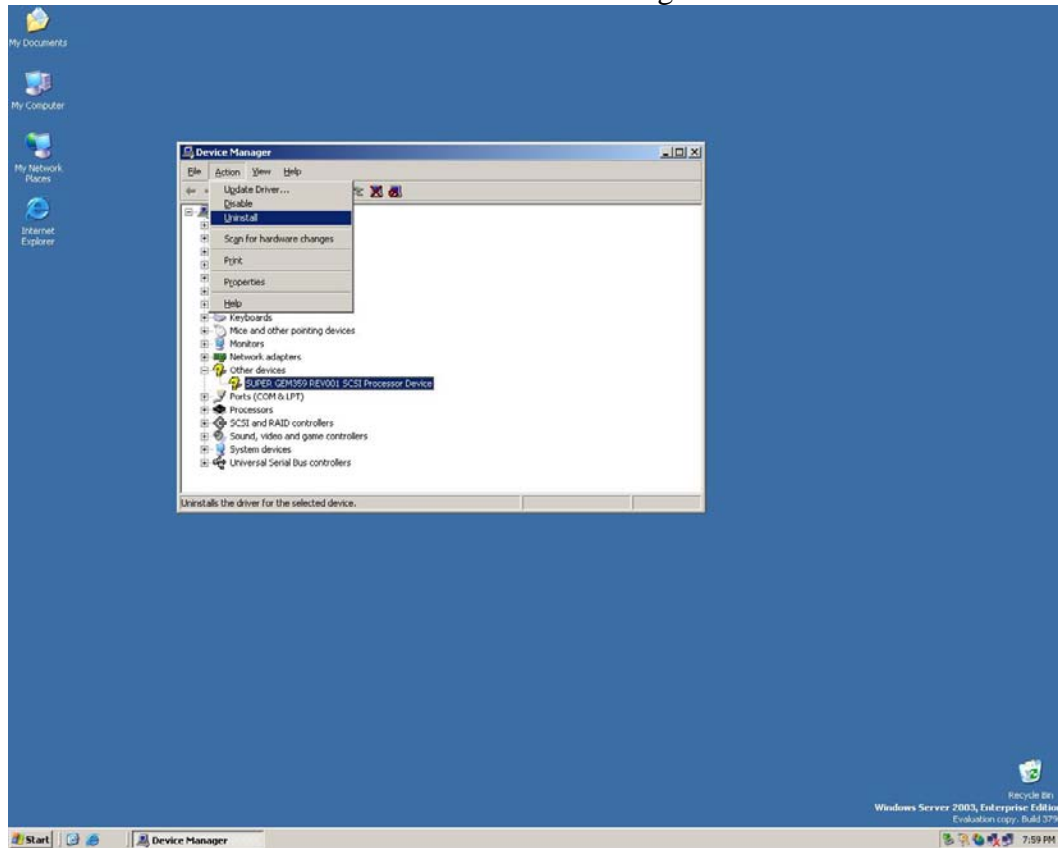 My Documents
My Computer
My Network
Places
Internet
Explorer
Device Manager
File Action View Help
Update Driver...
Disable
Uninstall
Scan for hardware changes
Print
Properties
Help
Keyboards
Mice and other pointing devices
Monitors
Network adapters
Other devices
SUPER GEM359 REV001 SCSI Processor Device
Ports (COM & LPT)
Processors
SCSI and RAID controllers
Sound, video and game controllers
System devices
Universal Serial Bus controllers
Uninstalls the driver for the selected device.
Recycle Bin
Windows Server 2003, Enterprise Editio
Evaluation copy. Build 379
Start Device Manager 7:59 PM